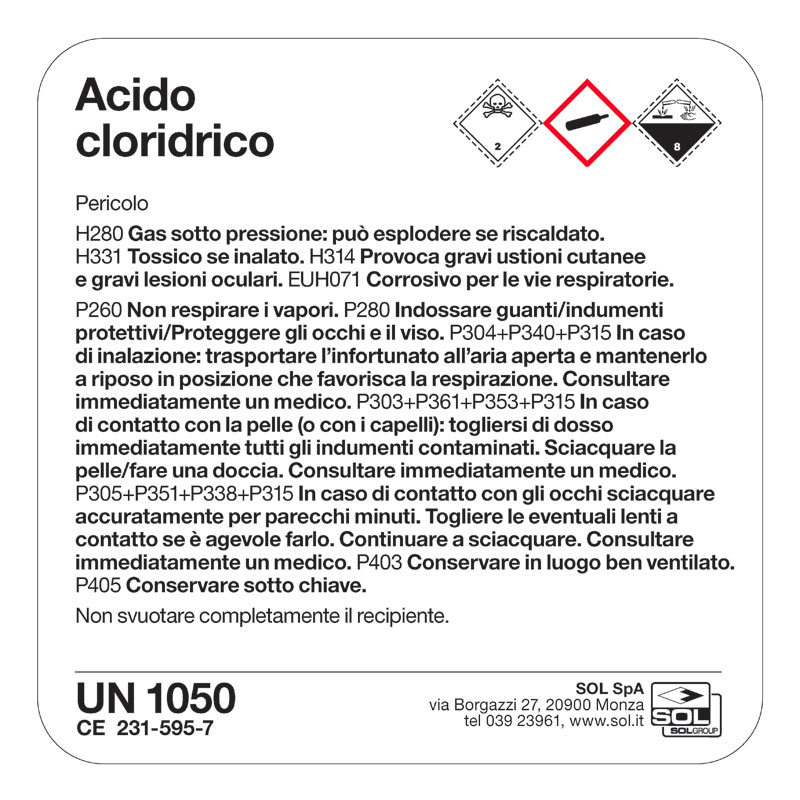 Acido
cloridrico
2
8
Pericolo
H280 Gas sotto pressione: può esplodere se riscaldato.
H331 Tossico se inalato. H314 Provoca gravi ustioni cutanee
e gravi lesioni oculari. EUH071 Corrosivo per le vie respiratorie.
P260 Non respirare i vapori. P280 Indossare guanti/indumenti
protettivi/Proteggere gli occhi e il viso. P304+P340+P315 In caso
di inalazione: trasportare l’infortunato all’aria aperta e mantenerlo
a riposo in posizione che favorisca la respirazione. Consultare
immediatamente un medico. P303+P361+P353+P315 In caso
di contatto con la pelle (o con i capelli): togliersi di dosso
immediatamente tutti gli indumenti contaminati. Sciacquare la
pelle/fare una doccia. Consultare immediatamente un medico.
P305+P351+P338+P315 In caso di contatto con gli occhi sciacquare
accuratamente per parecchi minuti. Togliere le eventuali lenti a
contatto se è agevole farlo. Continuare a sciacquare. Consultare
immediatamente un medico. P403 Conservare in luogo ben ventilato.
P405 Conservare sotto chiave.
Non svuotare completamente il recipiente.
UN 1050
CE 231-595-7
SOL SpA
via Borgazzi 27, 20900 Monza
tel 039 23961, www.sol.it
SOL
SOLGROUP